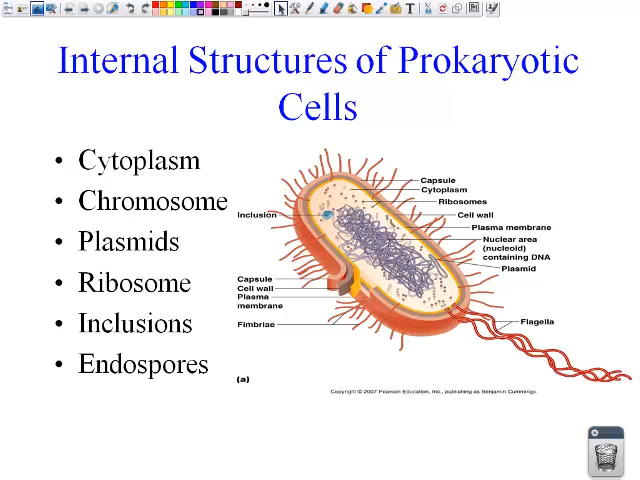 Internal Structures of Prokaryotic
Cells
• Cytoplasm
• Chromosome
• Plasmids
• Ribosome
• Inclusions
• Endospores
Capsule
Cytoplasm
Ribosomes
Inclusion
Cell wall
Plasma membrane
Nuclear area
(nucleoid)
containing DNA
Plasmid
Capsule
Cell wall
Plasma
membrane
Fimbriae
Flagella
(a)
Copyright © 2007 Pearson Education, Inc., publishing as Benjamin Cummings.